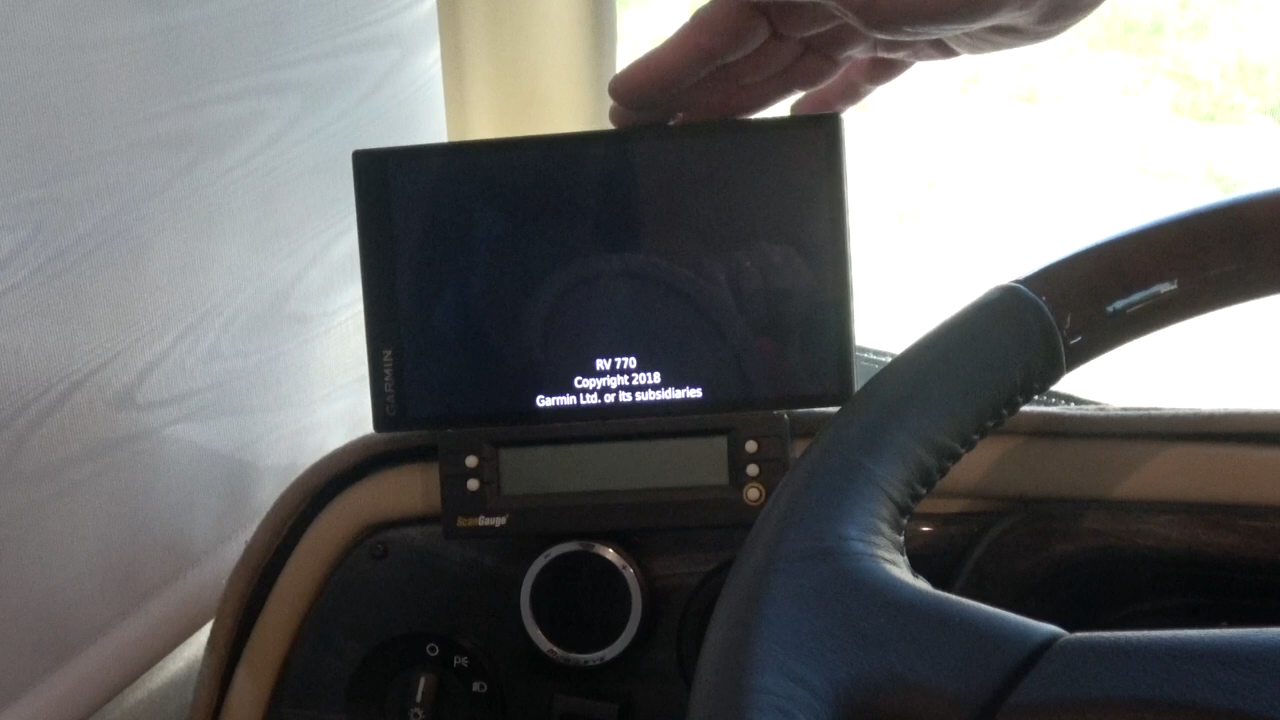 GARMIN
RV 770
Copyright 2018
Garmin Ltd. or its subsidiaries
ScanGauge